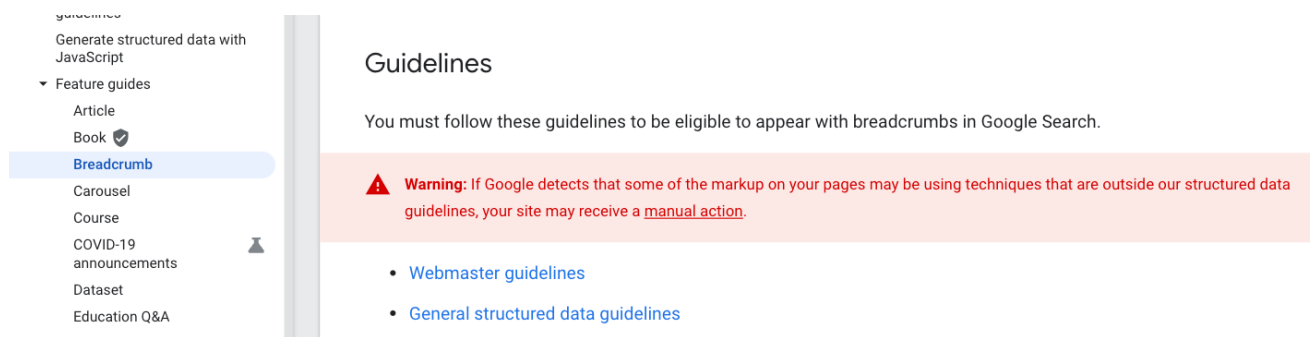 guidelines
Generate structured data with
JavaScript
Feature guides
Article
Book
Breadcrumb
Carousel
Course
COVID-19
announcements
Dataset
Education Q&A
Guidelines
You must follow these guidelines to be eligible to appear with breadcrumbs in Google Search.
Warning: If Google detects that some of the markup on your pages may be using techniques that are outside our structured data
guidelines, your site may receive a manual action.
• Webmaster guidelines
• General structured data guidelines